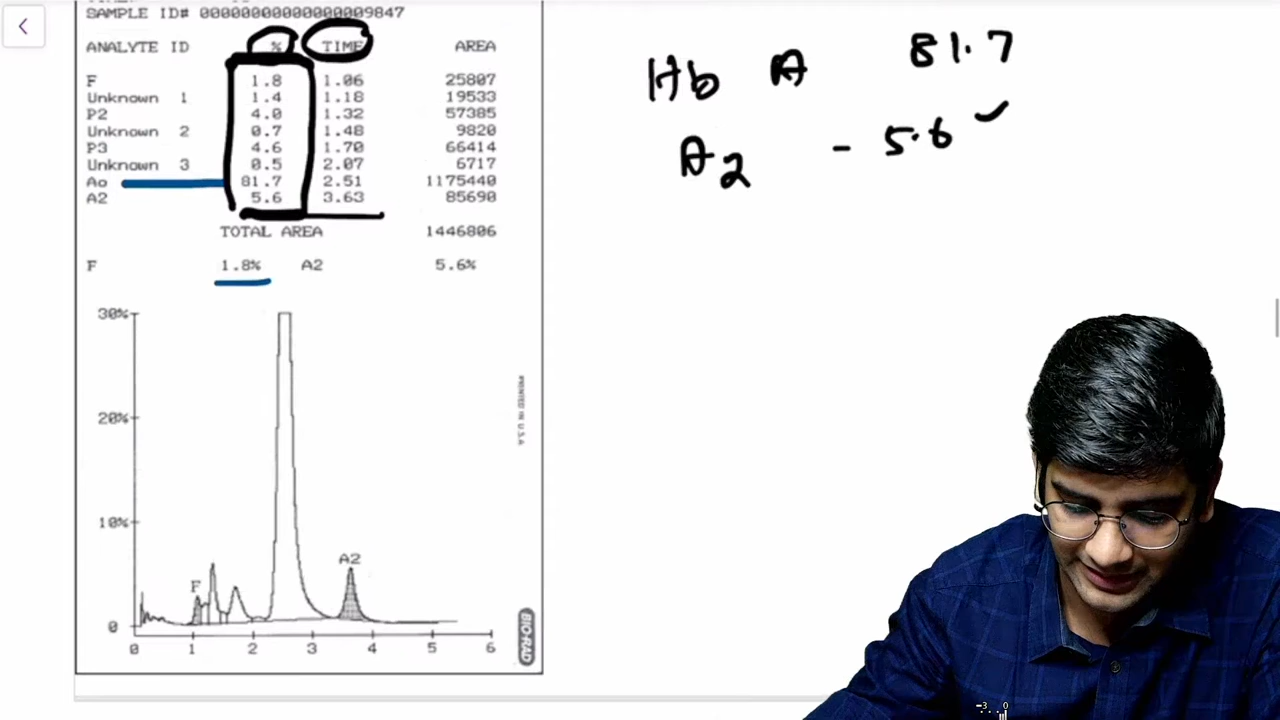 SAMPLE ID# 00000000000000009847
ANALYTE ID % TIME AREA
F 1.8 1.06 25807
Unknown 1 1.4 1.18 19533
P2 4.0 1.32 57385
Unknown 2 0.7 1.48 9820
P3 4.6 1.70 66414
Unknown 3 0.5 2.07 6717
Ao 81.7 2.51 1175440
A2 5.6 3.63 85690
TOTAL AREA 1446806
F 1.8% A2 5.6%
30%
20%
10%
0
F
A2
0 1 2 3 4 5 6
PRINTED IN U.S.A
BIO-RAD
Hb A 81.7
A2 - 5.6 ✓
-3 0